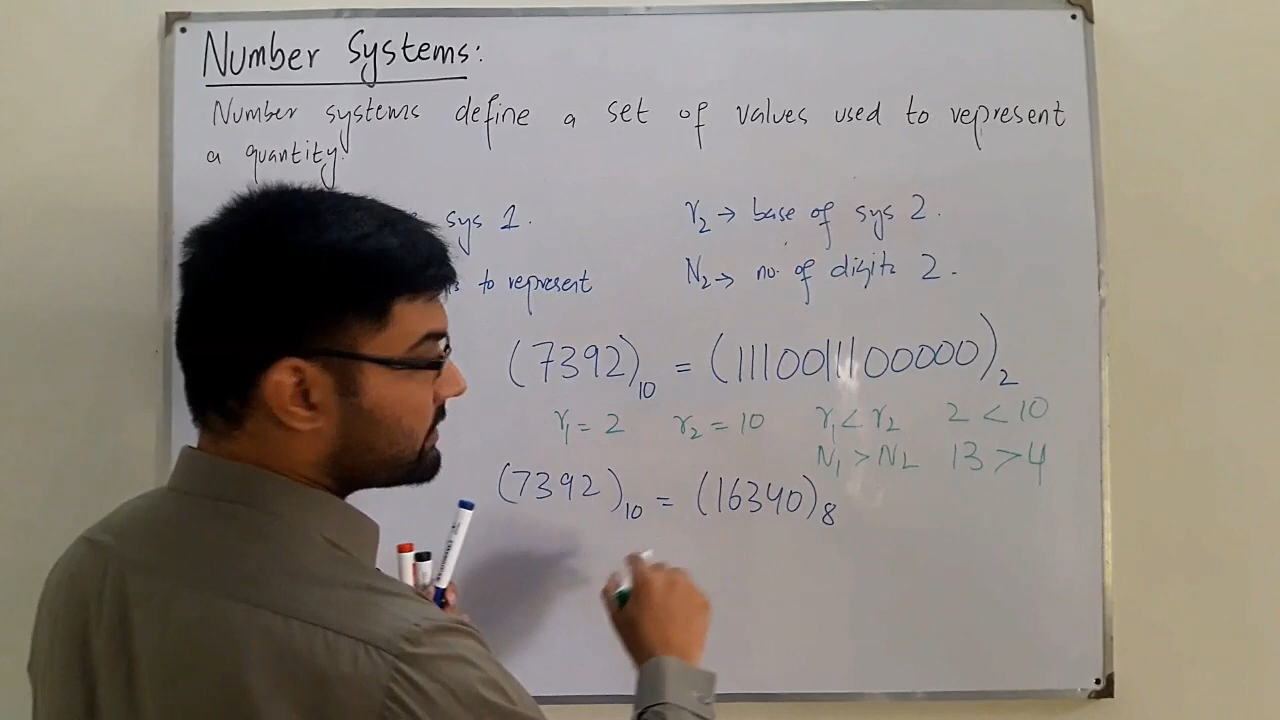 Number Systems:
Number systems define a set of values used to represent
a quantity.
sys 1.
r₂ → base of sys 2.
to represent
N₂ → no. of digits 2.
(7392)₁₀ = (1110011100000)₂
r₁ = 2 r₂ = 10 r₁ < r₂ 2 < 10
N₁ > N₂ 13 > 4
(7392)₁₀ = (16340)₈